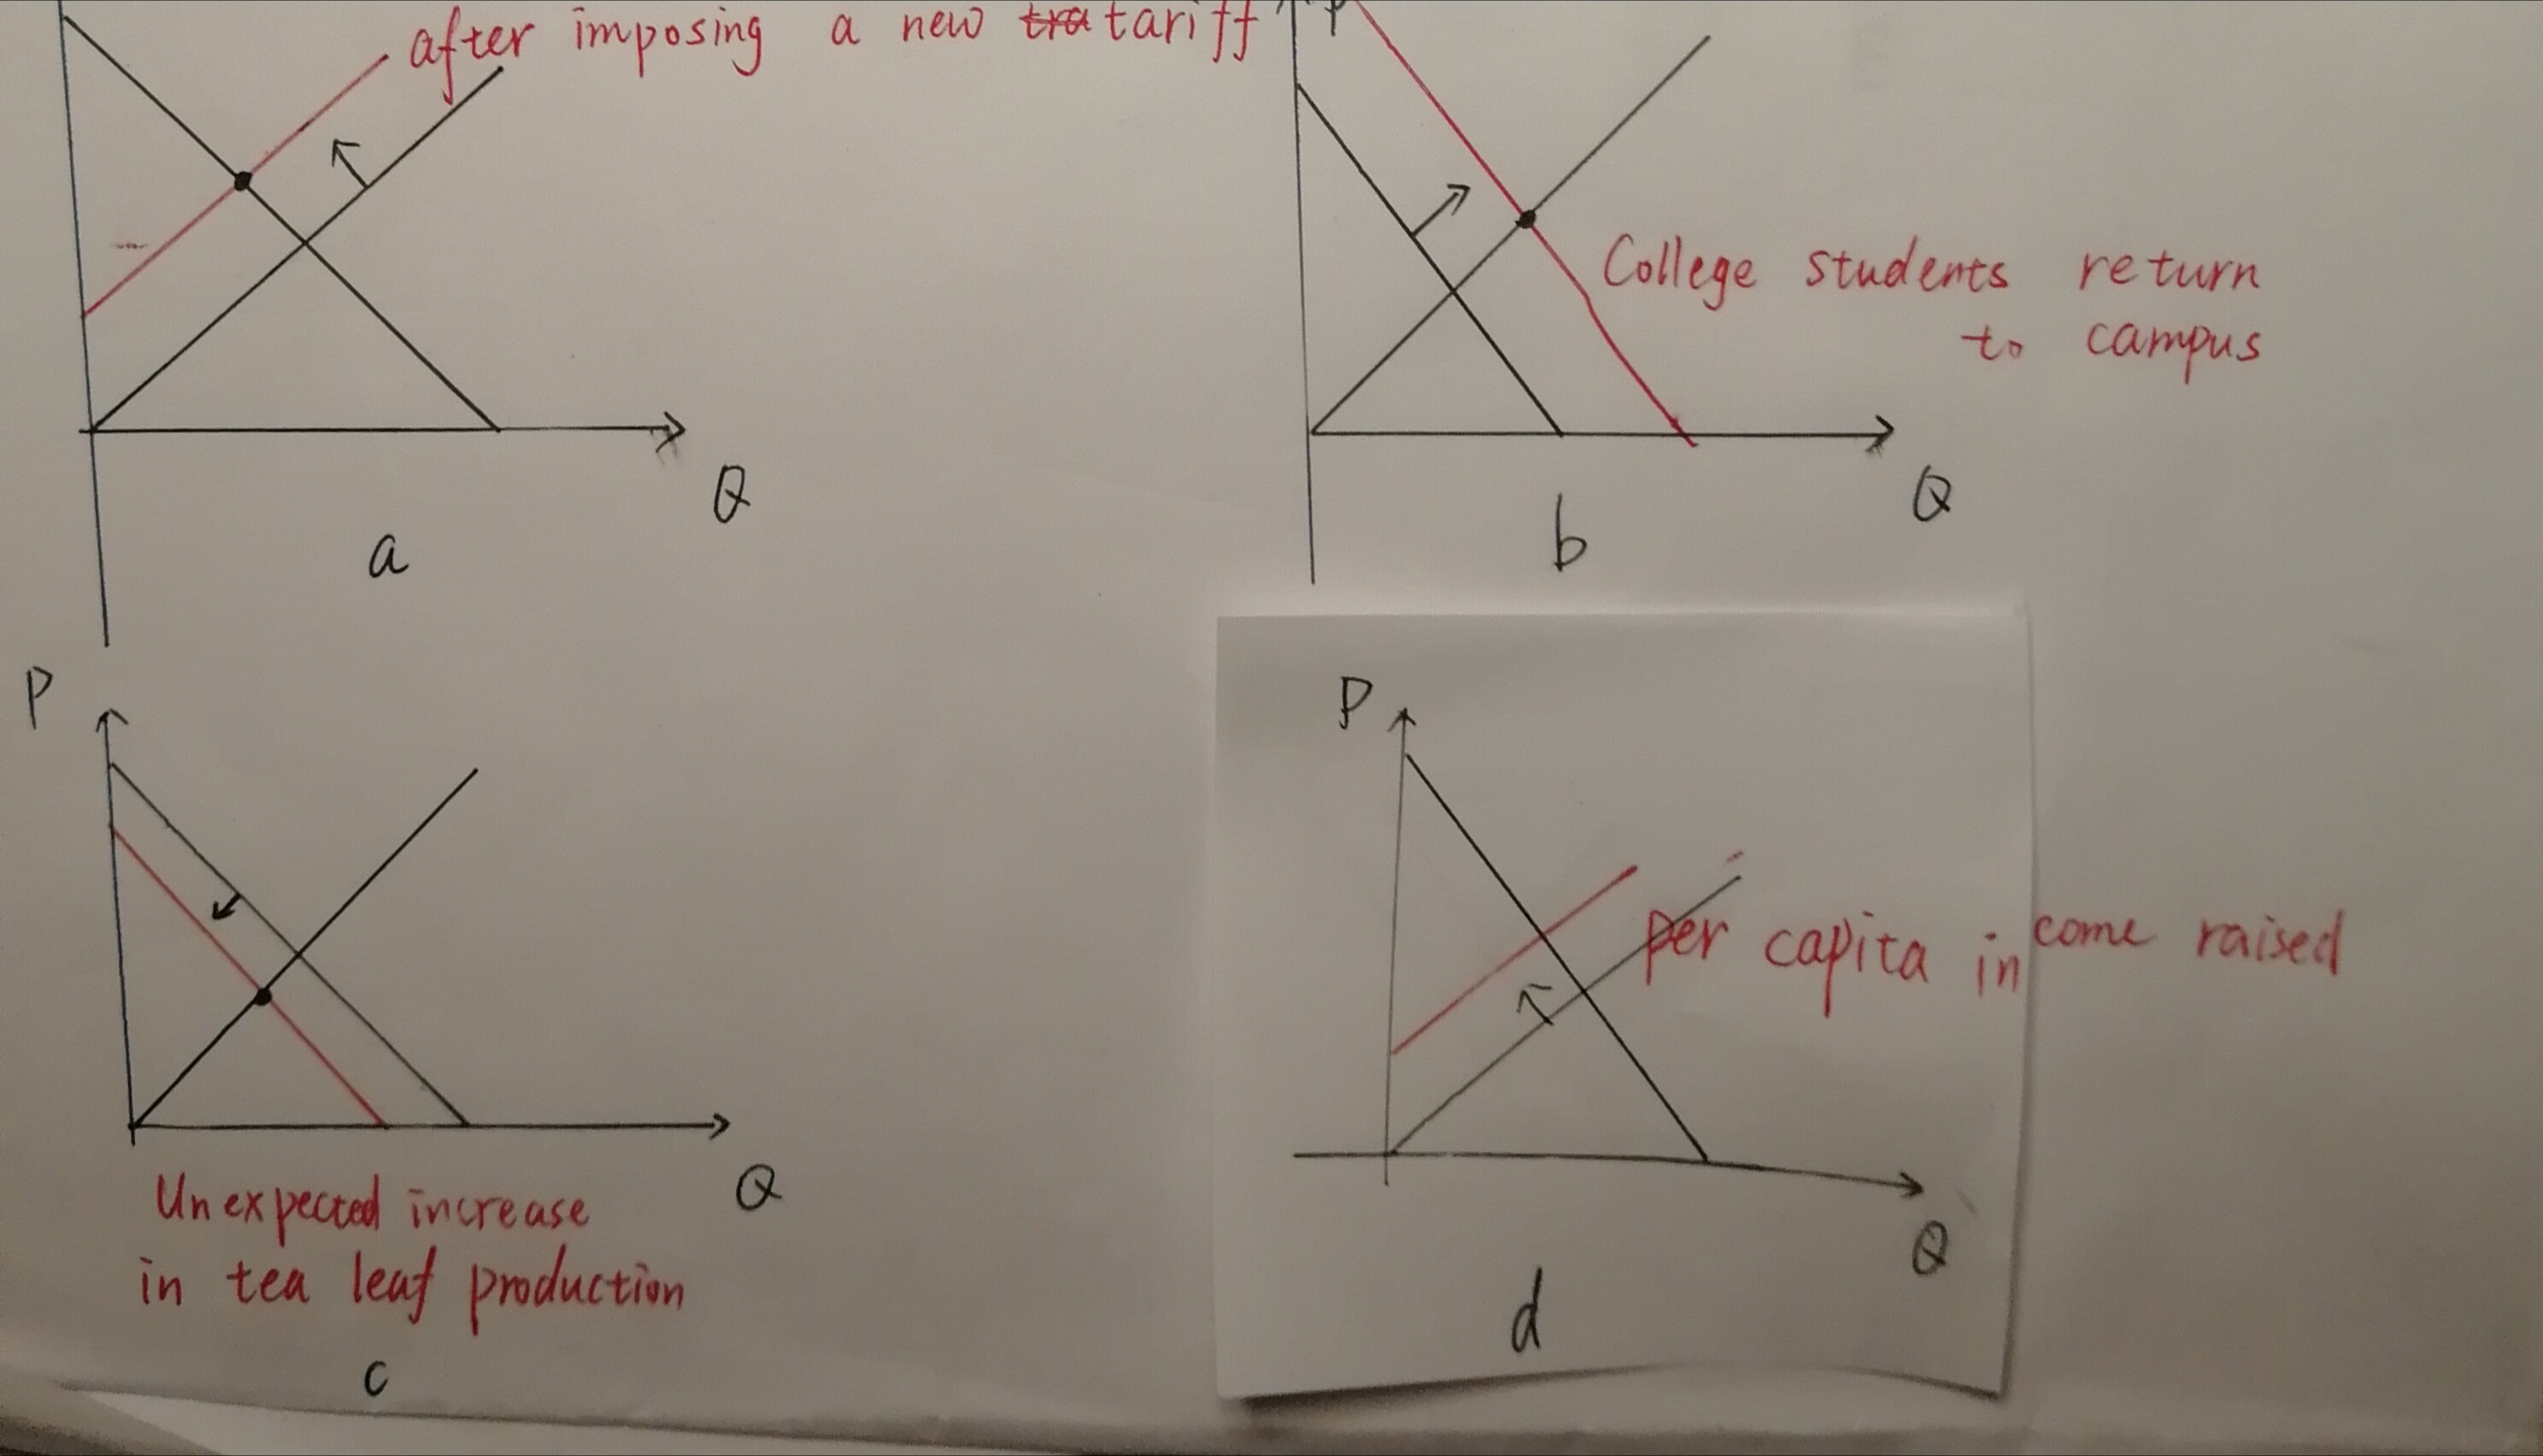 after imposing a new tra tariff
P
College students return
to campus
Q
Q
a
b
P
P
per capita income raised
Q
Unexpected increase
in tea leaf production
Q
c
d